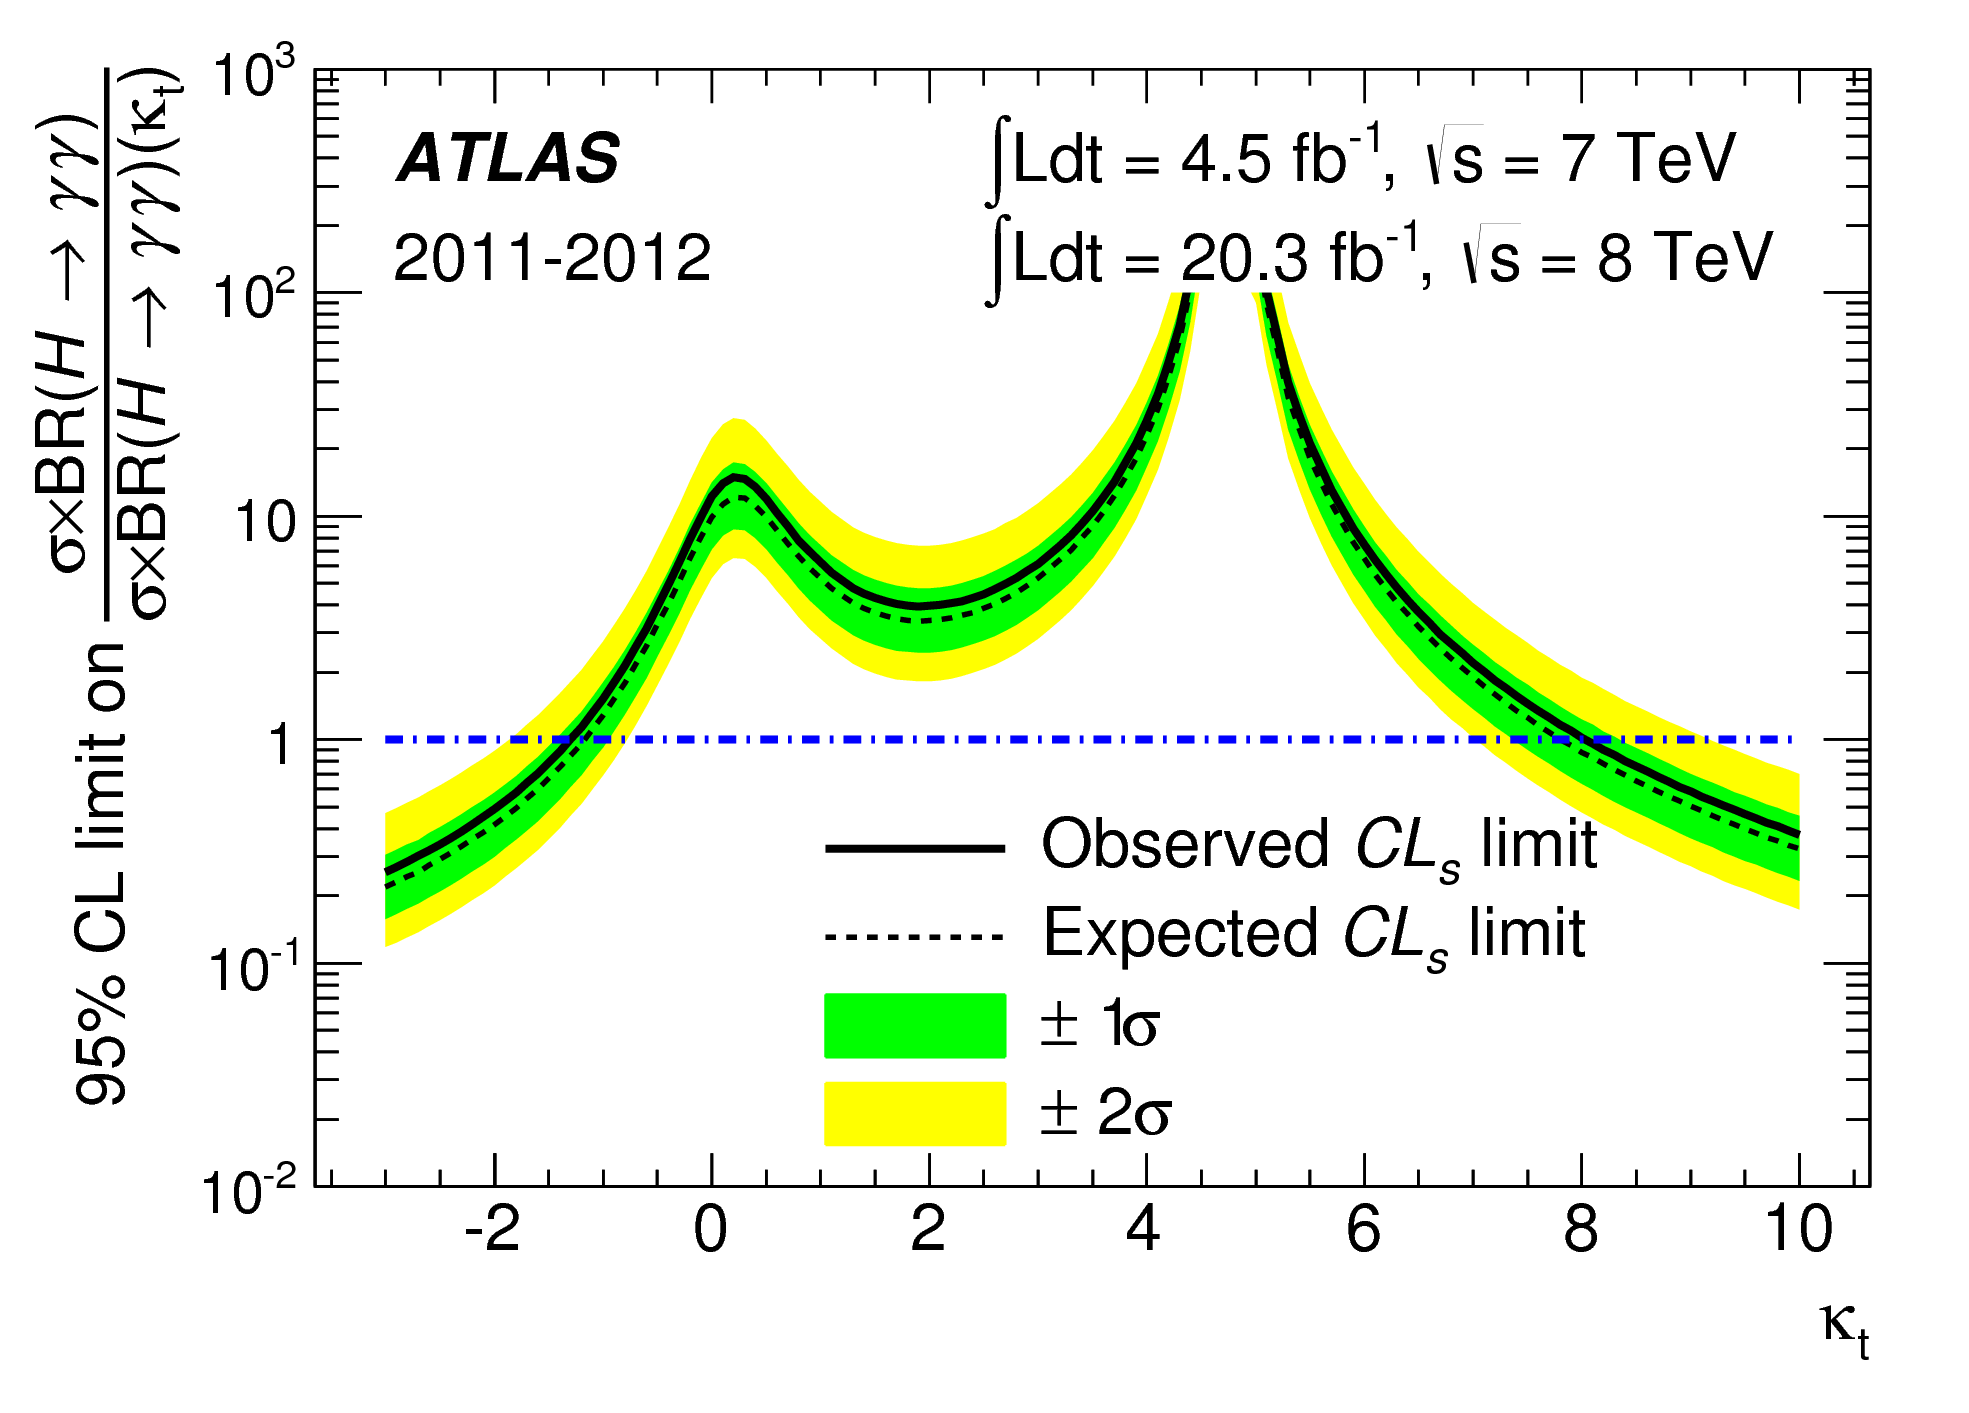 95% CL limit on σ×BR(H → γγ) / σ×BR(H → γγ)(κt)
ATLAS
2011-2012
∫Ldt = 4.5 fb⁻¹, √s = 7 TeV
∫Ldt = 20.3 fb⁻¹, √s = 8 TeV
10³
10²
10
1
10⁻¹
10⁻²
Observed CLₛ limit
Expected CLₛ limit
± 1σ
± 2σ
-2 0 2 4 6 8 10
κt